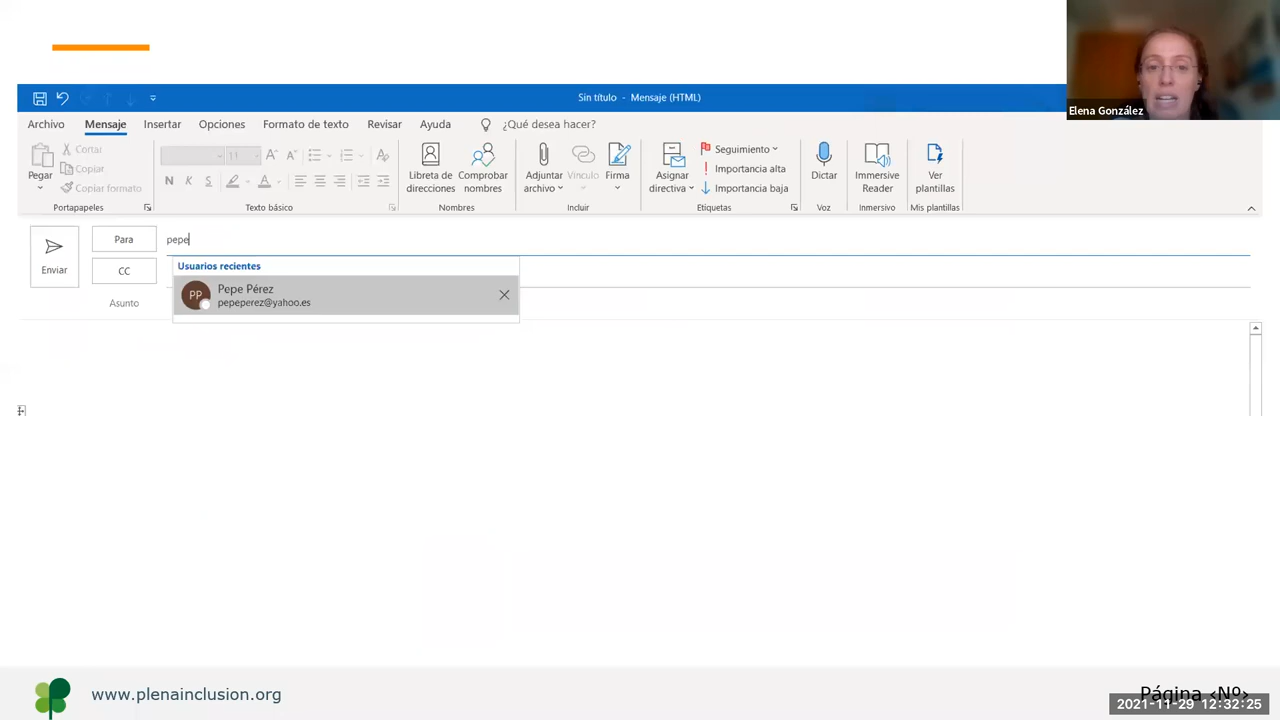 Elena González
Sin título - Mensaje (HTML)
Archivo Mensaje Insertar Opciones Formato de texto Revisar Ayuda ¿Qué desea hacer?
Pegar
Cortar
Copiar
Copiar formato
Portapapeles
11
N K S
Texto básico
Libreta de direcciones
Comprobar nombres
Nombres
Adjuntar archivo
Vínculo
Firma
Incluir
Asignar directiva
Seguimiento
Importancia alta
Importancia baja
Etiquetas
Dictar
Voz
Immersive Reader
Inmersivo
Ver plantillas
Mis plantillas
Enviar
Para pepe
CC
Asunto
Usuarios recientes
PP
Pepe Pérez
pepeperez@yahoo.es
www.plenainclusion.org
Página ‹Nº›
2021-11-29 12:32:25